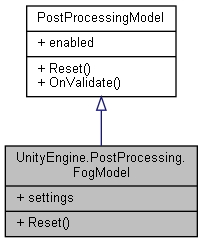 PostProcessingModel
+ enabled
+ Reset()
+ OnValidate()
UnityEngine.PostProcessing.
FogModel
+ settings
+ Reset()